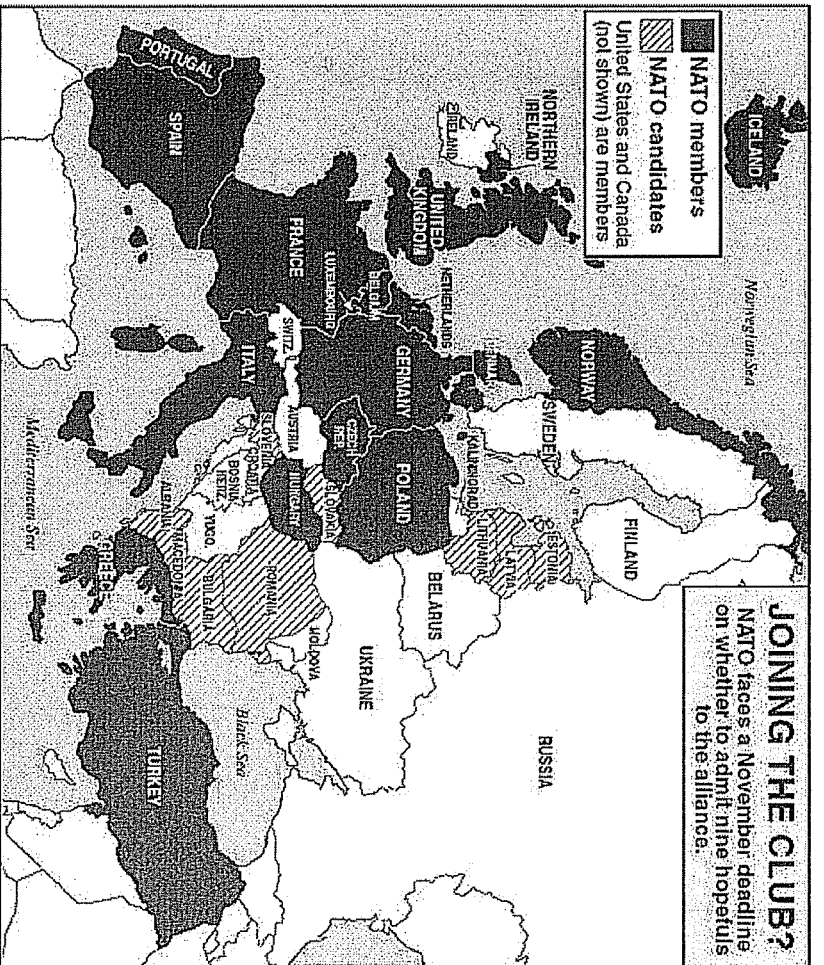 JOINING THE CLUB?
NATO faces a November deadline
on whether to admit nine hopefuls
to the alliance.
NATO members
NATO candidates
United States and Canada
(not shown) are members
ICELAND
Norwegian Sea
NORWAY
SWEDEN
FINLAND
RUSSIA
NORTHERN
IRELAND
IRELAND
UNITED
KINGDOM
NETHERLANDS
BELGIUM
LUXEMBOURG
GERMANY
POLAND
KALININGRAD
ESTONIA
LATVIA
LITHUANIA
BELARUS
UKRAINE
MOLDOVA
FRANCE
SWITZ.
AUSTRIA
CZECH
REP.
SLOVAKIA
HUNGARY
SLOVENIA
CROATIA
BOSNIA
HERZ.
YUGO.
ROMANIA
BULGARIA
MACEDONIA
ALBANIA
ITALY
PORTUGAL
SPAIN
GREECE
TURKEY
Black Sea
Mediterranean Sea